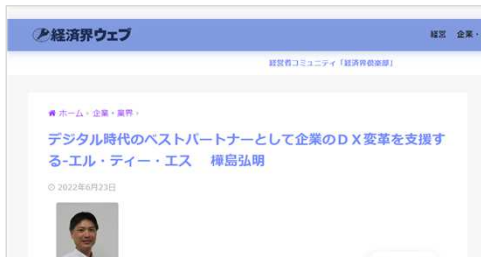 経済界ウェブ
経営 企業・
経営者コミュニティ「経済界倶楽部」
ホーム › 企業・業界 ›
デジタル時代のベストパートナーとして企業のＤＸ変革を支援す
る-エル・ティー・エス　樺島弘明
2022年6月23日